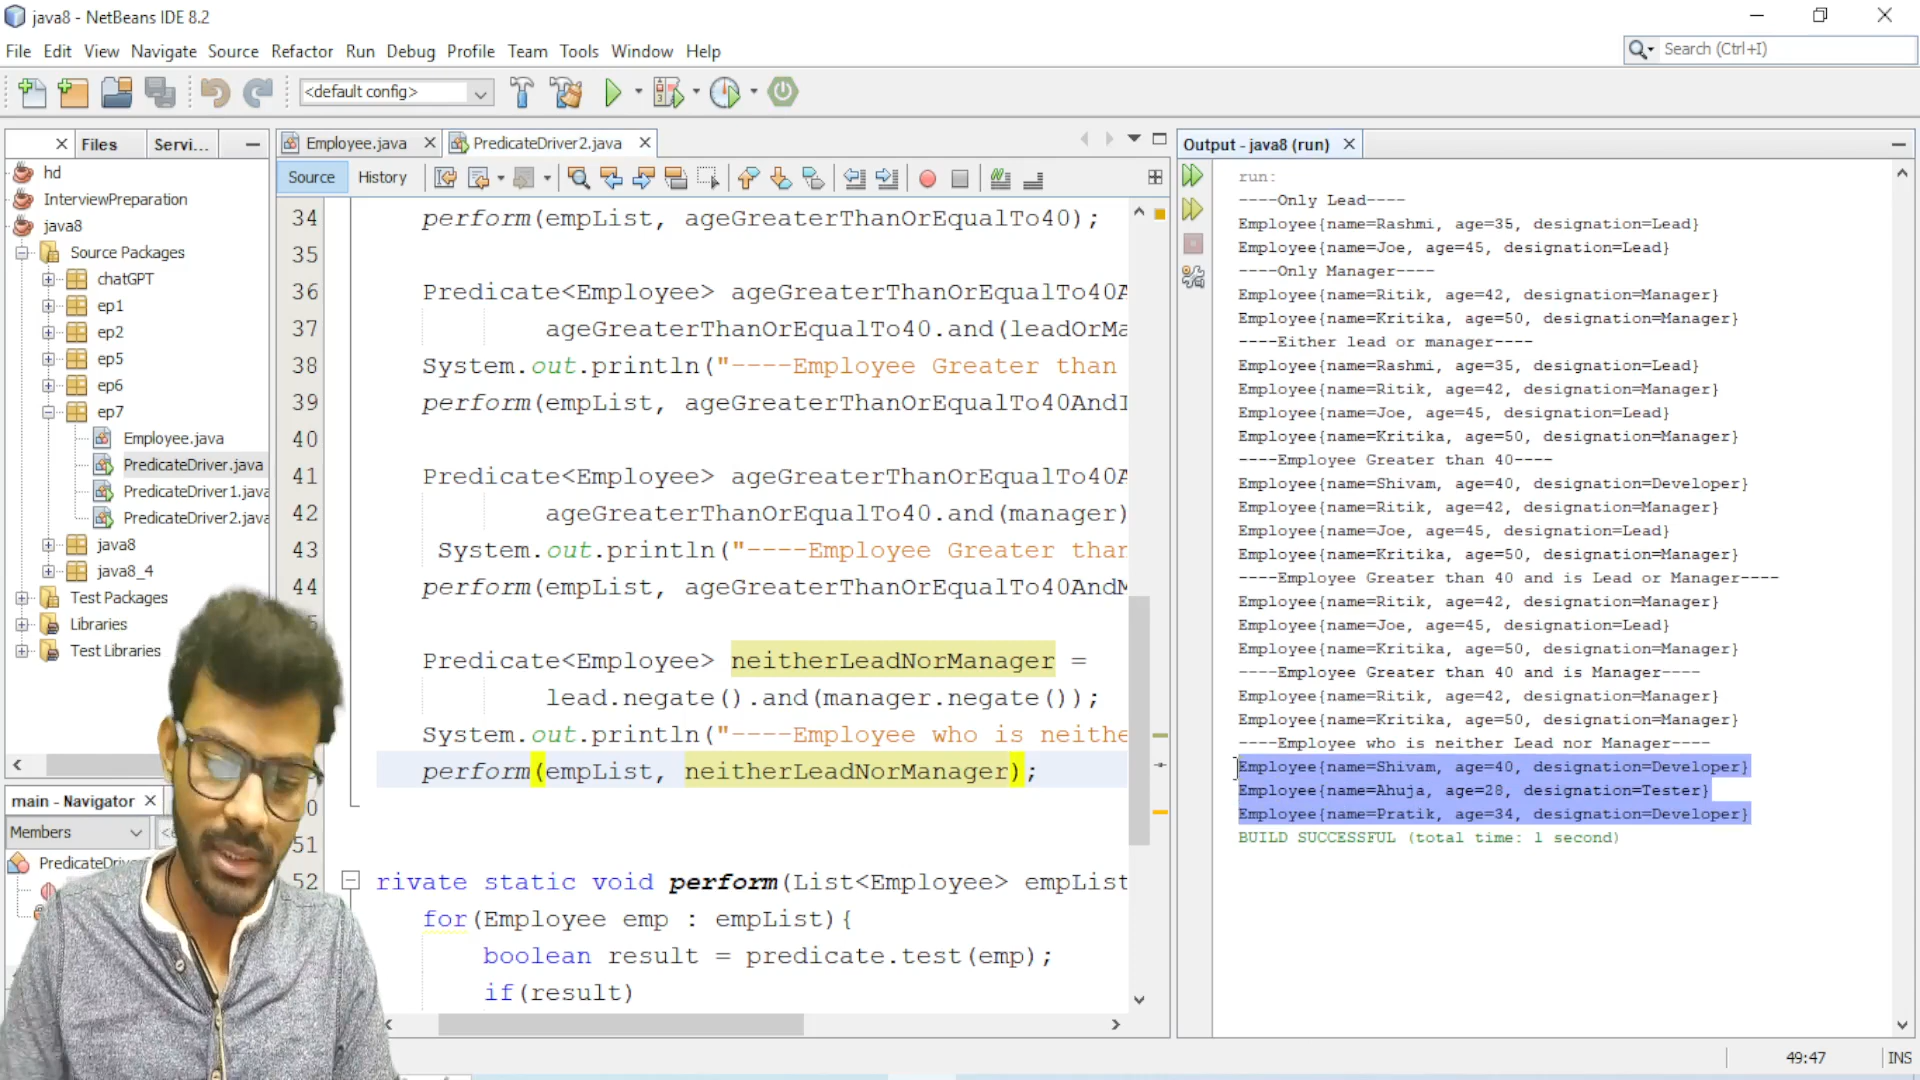 java8 - NetBeans IDE 8.2
File Edit View Navigate Source Refactor Run Debug Profile Team Tools Window Help
Search (Ctrl+I)
<default config>
Files Servi...
hd
InterviewPreparation
java8
Source Packages
chatGPT
ep1
ep2
ep5
ep6
ep7
Employee.java
PredicateDriver.java
PredicateDriver1.java
PredicateDriver2.java
java8
java8_4
Test Packages
Libraries
Test Libraries
main - Navigator
Members
PredicateDriver
Employee.java PredicateDriver2.java
Source History
34 perform(empList, ageGreaterThanOrEqualTo40);
35
36 Predicate<Employee> ageGreaterThanOrEqualTo40A
37 ageGreaterThanOrEqualTo40.and(leadOrMa
38 System.out.println("----Employee Greater than
39 perform(empList, ageGreaterThanOrEqualTo40AndI
40
41 Predicate<Employee> ageGreaterThanOrEqualTo40A
42 ageGreaterThanOrEqualTo40.and(manager)
43 System.out.println("----Employee Greater than
44 perform(empList, ageGreaterThanOrEqualTo40AndM
5
Predicate<Employee> neitherLeadNorManager =
lead.negate().and(manager.negate());
System.out.println("----Employee who is neithe
perform(empList, neitherLeadNorManager);
0
51
52 rivate static void perform(List<Employee> empList
for(Employee emp : empList){
boolean result = predicate.test(emp);
if(result)
Output - java8 (run)
run:
----Only Lead----
Employee{name=Rashmi, age=35, designation=Lead}
Employee{name=Joe, age=45, designation=Lead}
----Only Manager----
Employee{name=Ritik, age=42, designation=Manager}
Employee{name=Kritika, age=50, designation=Manager}
----Either lead or manager----
Employee{name=Rashmi, age=35, designation=Lead}
Employee{name=Ritik, age=42, designation=Manager}
Employee{name=Joe, age=45, designation=Lead}
Employee{name=Kritika, age=50, designation=Manager}
----Employee Greater than 40----
Employee{name=Shivam, age=40, designation=Developer}
Employee{name=Ritik, age=42, designation=Manager}
Employee{name=Joe, age=45, designation=Lead}
Employee{name=Kritika, age=50, designation=Manager}
----Employee Greater than 40 and is Lead or Manager----
Employee{name=Ritik, age=42, designation=Manager}
Employee{name=Joe, age=45, designation=Lead}
Employee{name=Kritika, age=50, designation=Manager}
----Employee Greater than 40 and is Manager----
Employee{name=Ritik, age=42, designation=Manager}
Employee{name=Kritika, age=50, designation=Manager}
----Employee who is neither Lead nor Manager----
Employee{name=Shivam, age=40, designation=Developer}
Employee{name=Ahuja, age=28, designation=Tester}
Employee{name=Pratik, age=34, designation=Developer}
BUILD SUCCESSFUL (total time: 1 second)
49:47 INS